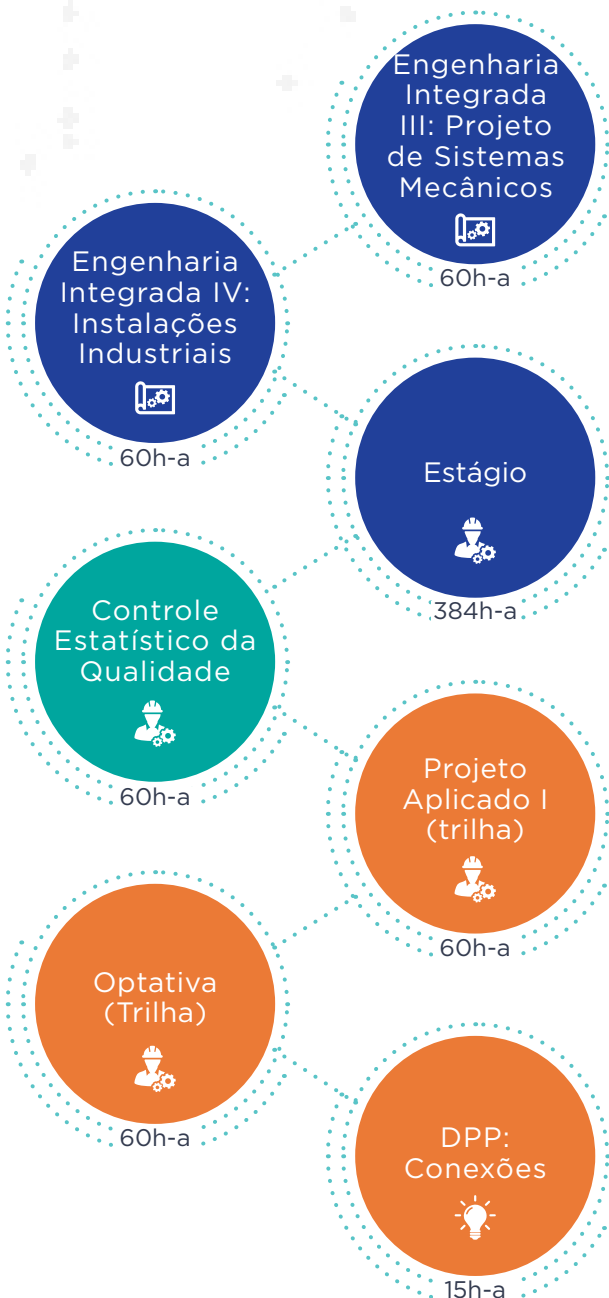 Engenharia
Integrada
III: Projeto
de Sistemas
Mecânicos
60h-a
Engenharia
Integrada IV:
Instalações
Industriais
60h-a
Estágio
384h-a
Controle
Estatístico da
Qualidade
60h-a
Projeto
Aplicado I
(trilha)
60h-a
Optativa
(Trilha)
60h-a
DPP:
Conexões
15h-a